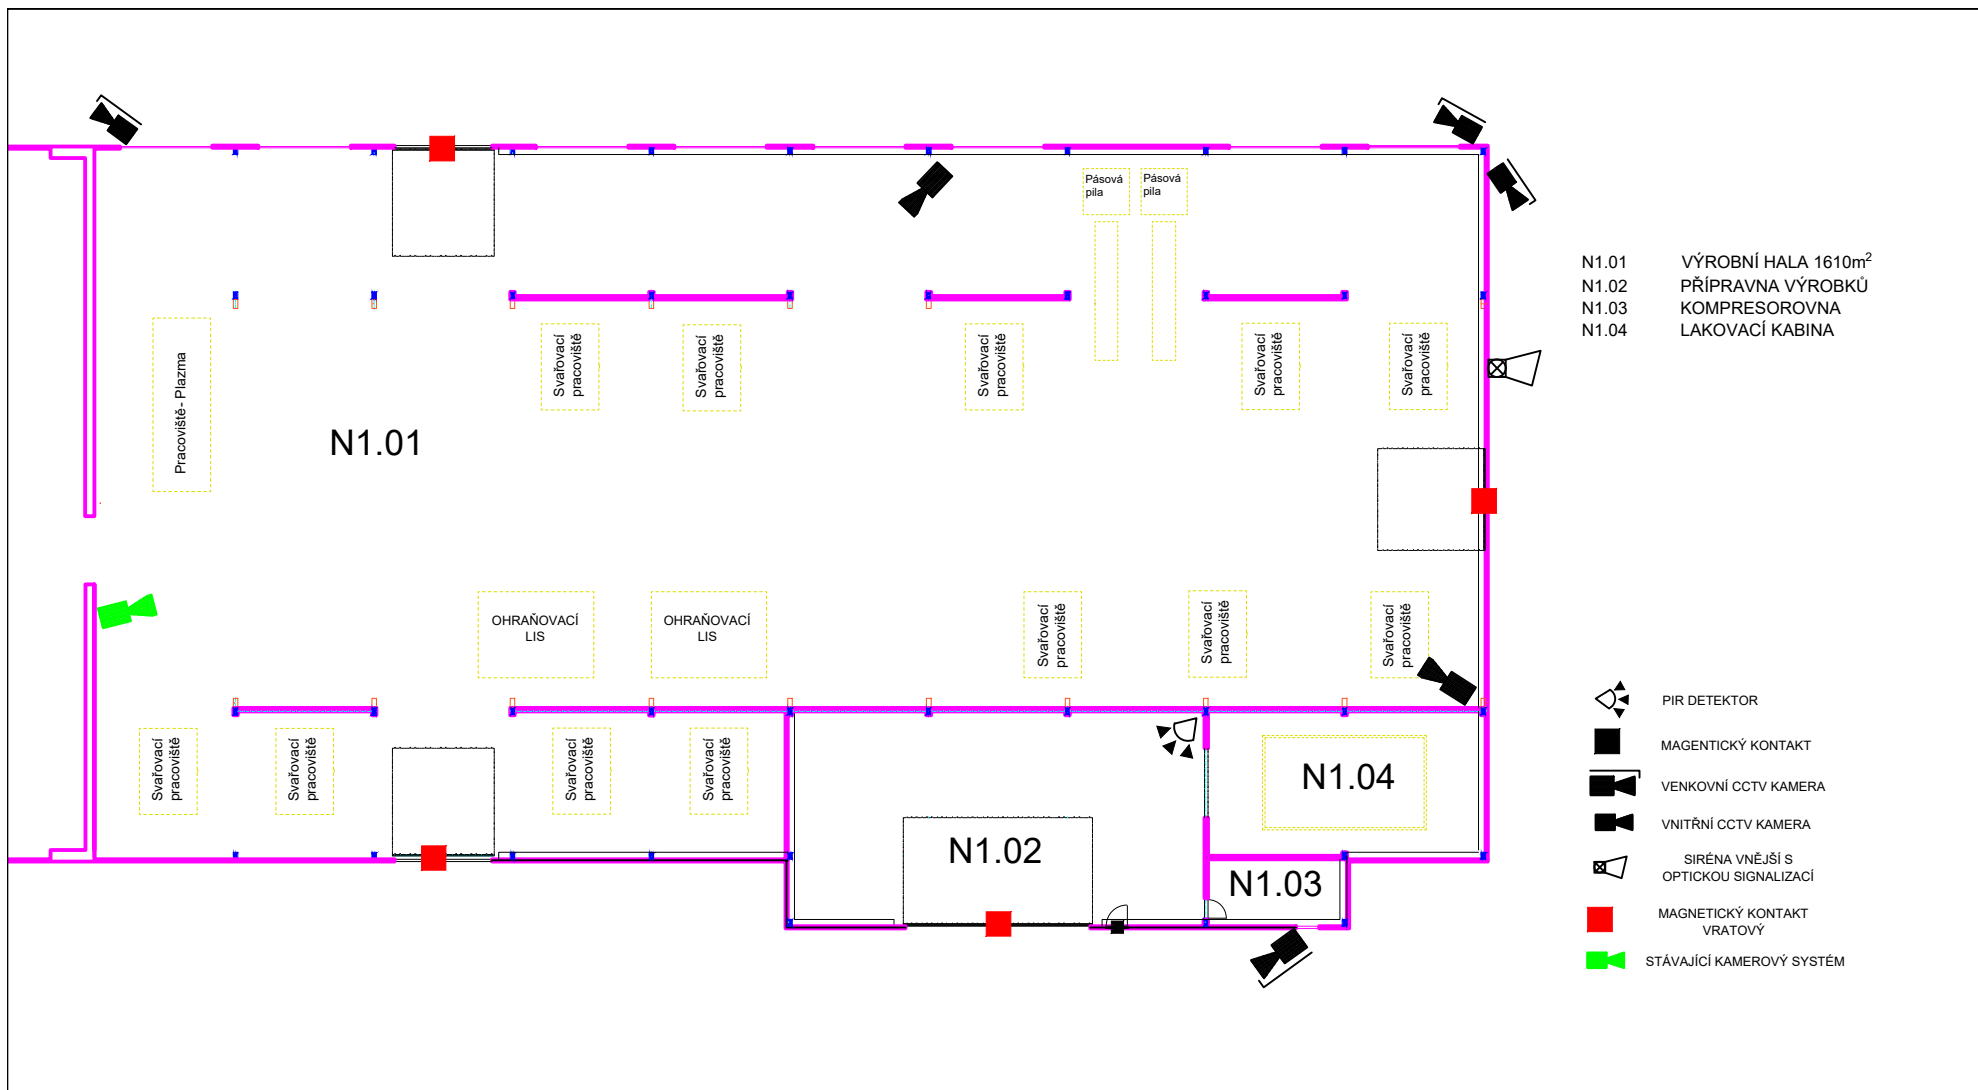 Pásová
pila
Pásová
pila
N1.01 VÝROBNÍ HALA 1610m²
N1.02 PŘÍPRAVNA VÝROBKŮ
N1.03 KOMPRESOROVNA
N1.04 LAKOVACÍ KABINA
Pracoviště - Plazma
Svařovací
pracoviště
Svařovací
pracoviště
Svařovací
pracoviště
Svařovací
pracoviště
Svařovací
pracoviště
N1.01
OHRAŇOVACÍ
LIS
OHRAŇOVACÍ
LIS
Svařovací
pracoviště
Svařovací
pracoviště
Svařovací
pracoviště
Svařovací
pracoviště
Svařovací
pracoviště
Svařovací
pracoviště
Svařovací
pracoviště
N1.04
N1.02
N1.03
PIR DETEKTOR
MAGENTICKÝ KONTAKT
VENKOVNÍ CCTV KAMERA
VNITŘNÍ CCTV KAMERA
SIRÉNA VNĚJŠÍ S
OPTICKOU SIGNALIZACÍ
MAGNETICKÝ KONTAKT
VRATOVÝ
STÁVAJÍCÍ KAMEROVÝ SYSTÉM